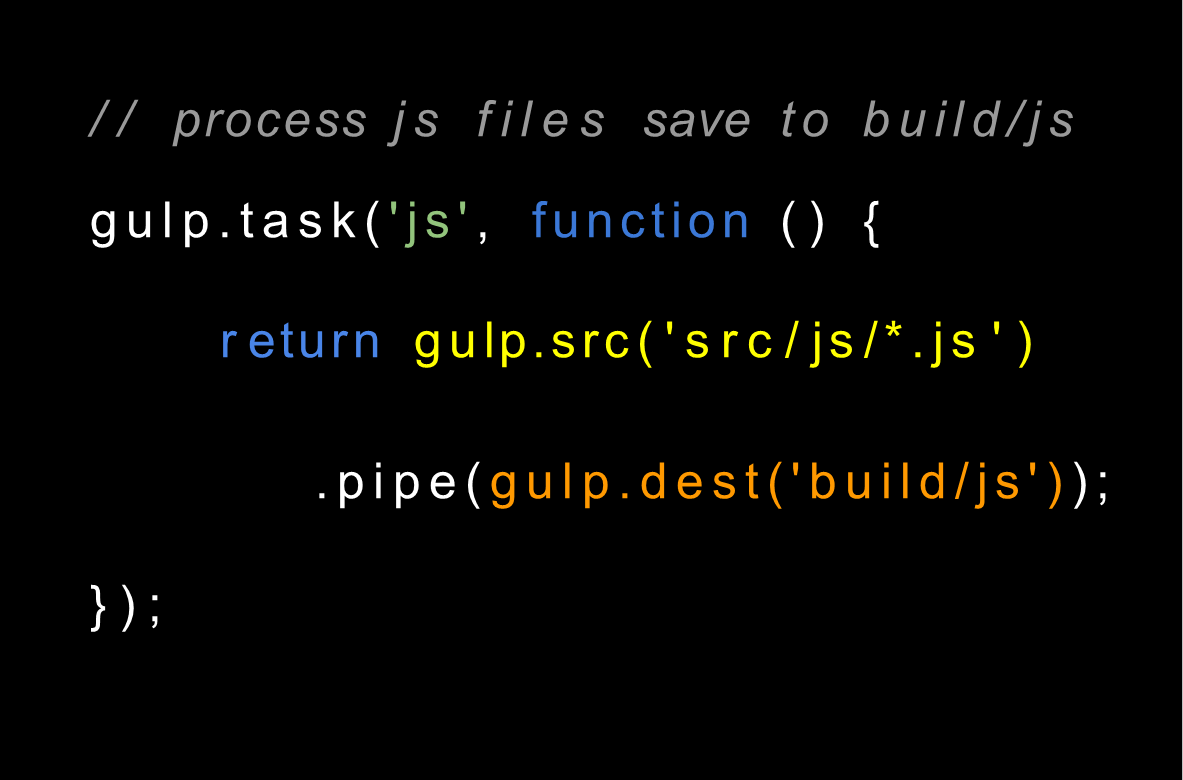 // process js files save to build/js
gulp.task('js', function () {
return gulp.src('src/js/*.js')
.pipe(gulp.dest('build/js'));
});